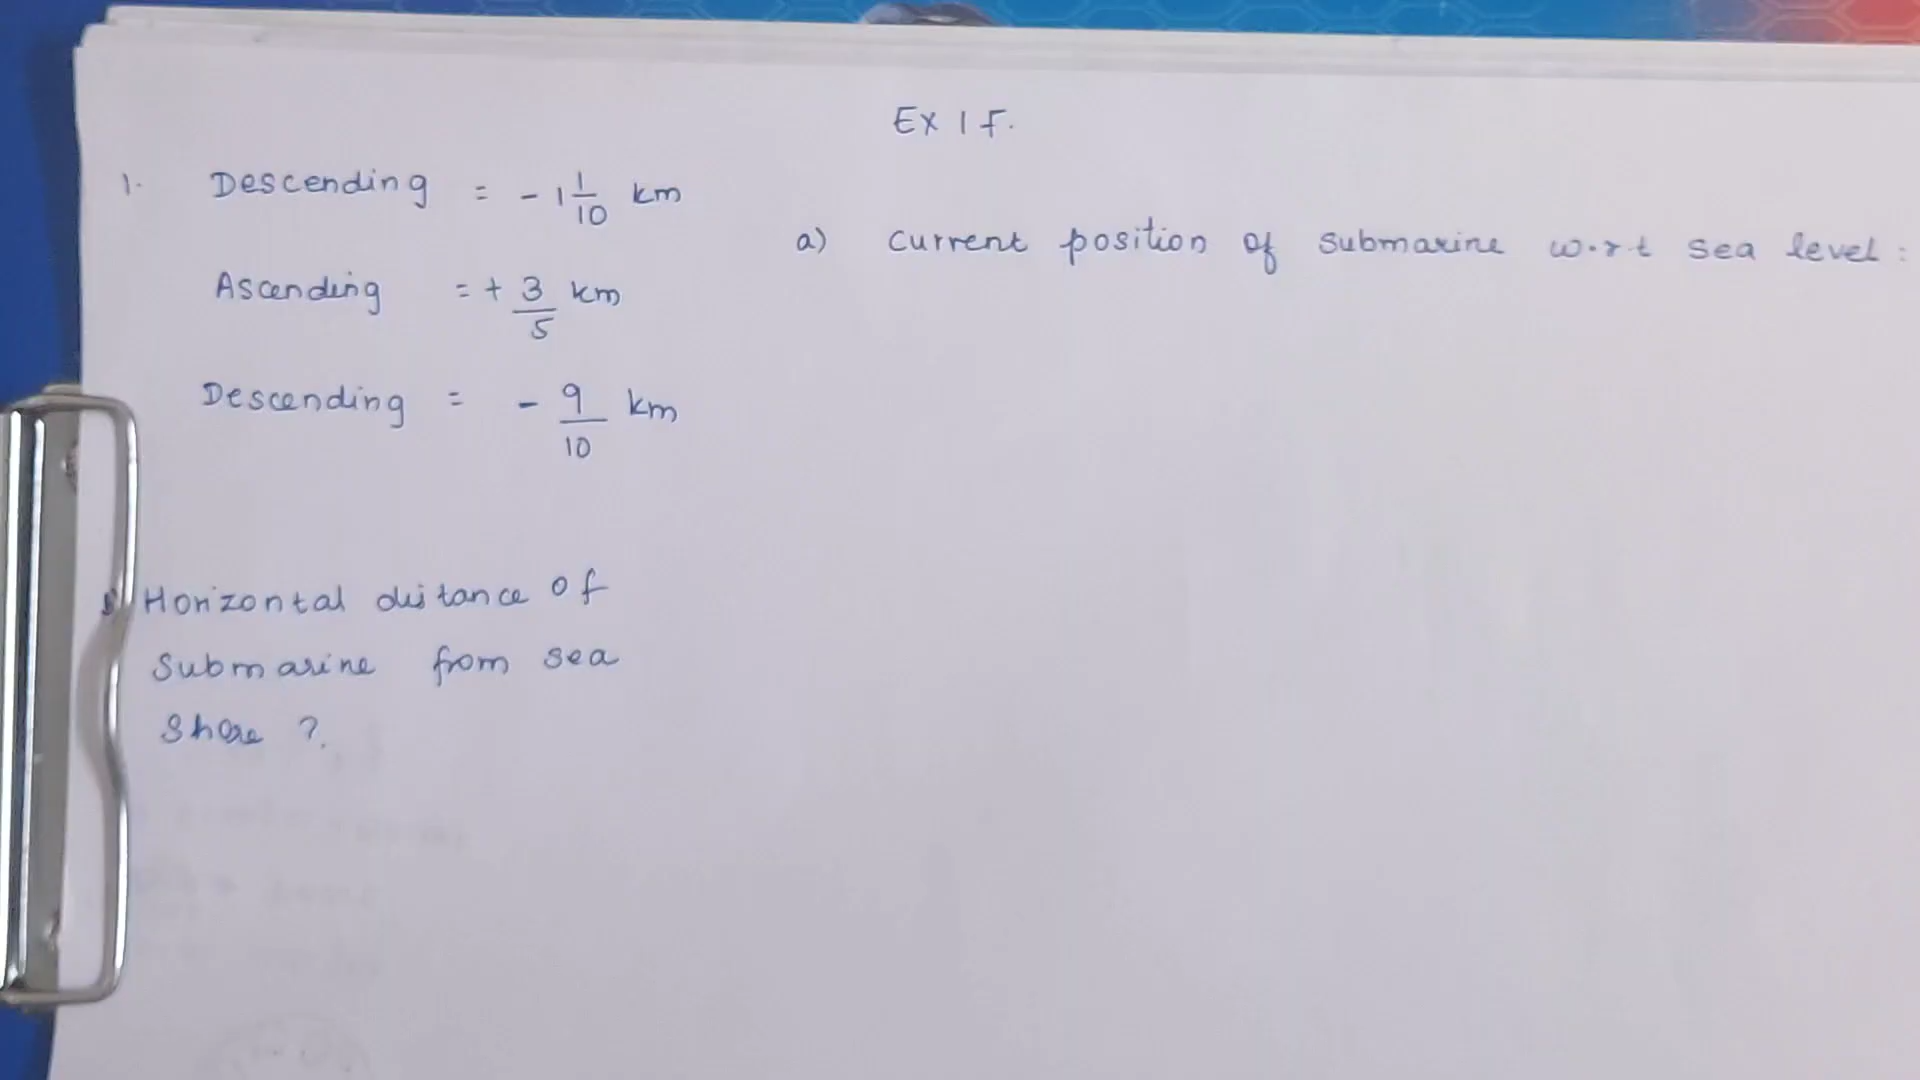 EX 1 F.
1. Descending = - 1 1/10 km
Ascending = + 3/5 km
Descending = - 9/10 km
Horizontal distance of
submarine from sea
shore ?
a) Current position of submarine w.r.t sea level :